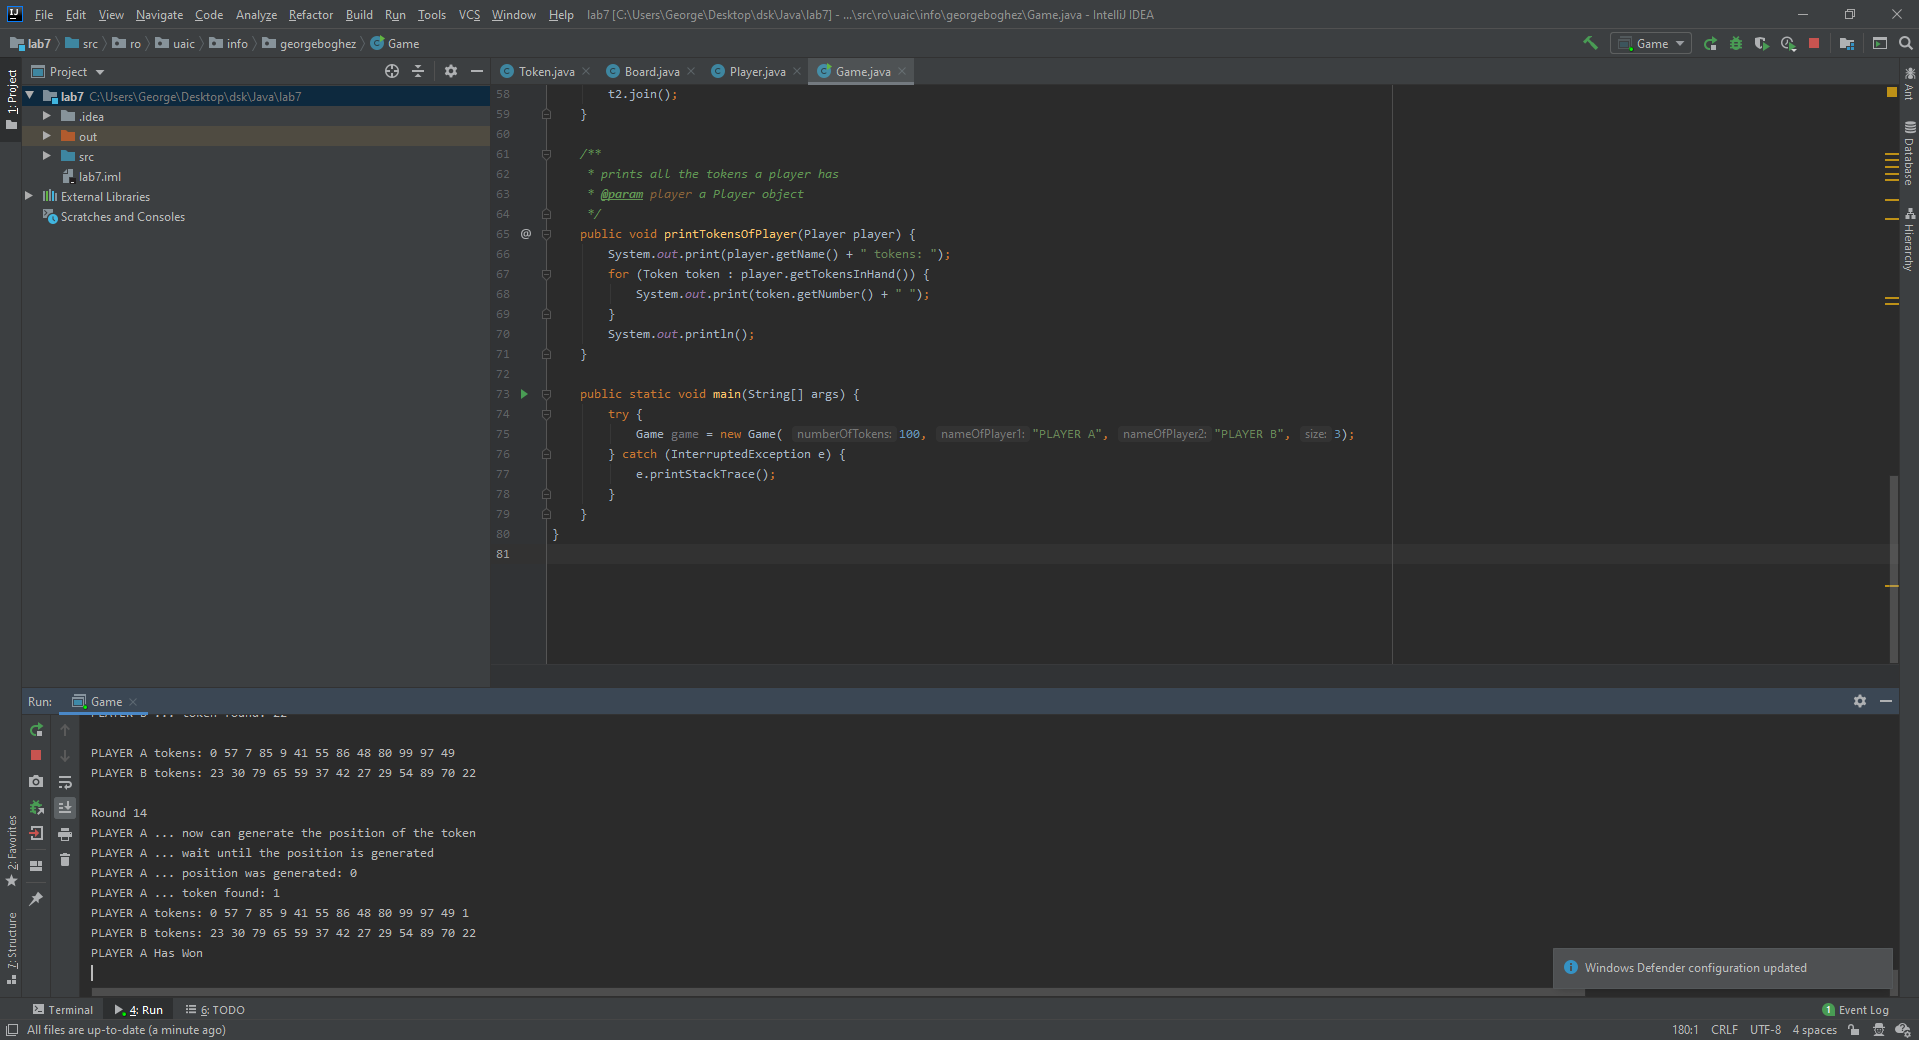 File Edit View Navigate Code Analyze Refactor Build Run Tools VCS Window Help lab7 [C:\Users\George\Desktop\dsk\Java\lab7] - ...\src\ro\uaic\info\georgeboghez\Game.java - IntelliJ IDEA
lab7 src ro uaic info georgeboghez Game
Game
1: Project
Project
lab7 C:\Users\George\Desktop\dsk\Java\lab7
.idea
out
src
lab7.iml
External Libraries
Scratches and Consoles
Token.java Board.java Player.java Game.java
58 t2.join();
59 }
60
61 /**
62 * prints all the tokens a player has
63 * @param player a Player object
64 */
65 @ public void printTokensOfPlayer(Player player) {
66 System.out.print(player.getName() + " tokens: ");
67 for (Token token : player.getTokensInHand()) {
68 System.out.print(token.getNumber() + " ");
69 }
70 System.out.println();
71 }
72
73 public static void main(String[] args) {
74 try {
75 Game game = new Game( numberOfTokens: 100, nameOfPlayer1: "PLAYER A", nameOfPlayer2: "PLAYER B", size: 3);
76 } catch (InterruptedException e) {
77 e.printStackTrace();
78 }
79 }
80 }
81
Ant
Database
Hierarchy
Run: Game
PLAYER B ... token found: 22
PLAYER A tokens: 0 57 7 85 9 41 55 86 48 80 99 97 49
PLAYER B tokens: 23 30 79 65 59 37 42 27 29 54 89 70 22
Round 14
PLAYER A ... now can generate the position of the token
PLAYER A ... wait until the position is generated
PLAYER A ... position was generated: 0
PLAYER A ... token found: 1
PLAYER A tokens: 0 57 7 85 9 41 55 86 48 80 99 97 49 1
PLAYER B tokens: 23 30 79 65 59 37 42 27 29 54 89 70 22
PLAYER A Has Won
2: Favorites
7: Structure
Windows Defender configuration updated
Terminal 4: Run 6: TODO
1 Event Log
All files are up-to-date (a minute ago)
180:1 CRLF UTF-8 4 spaces